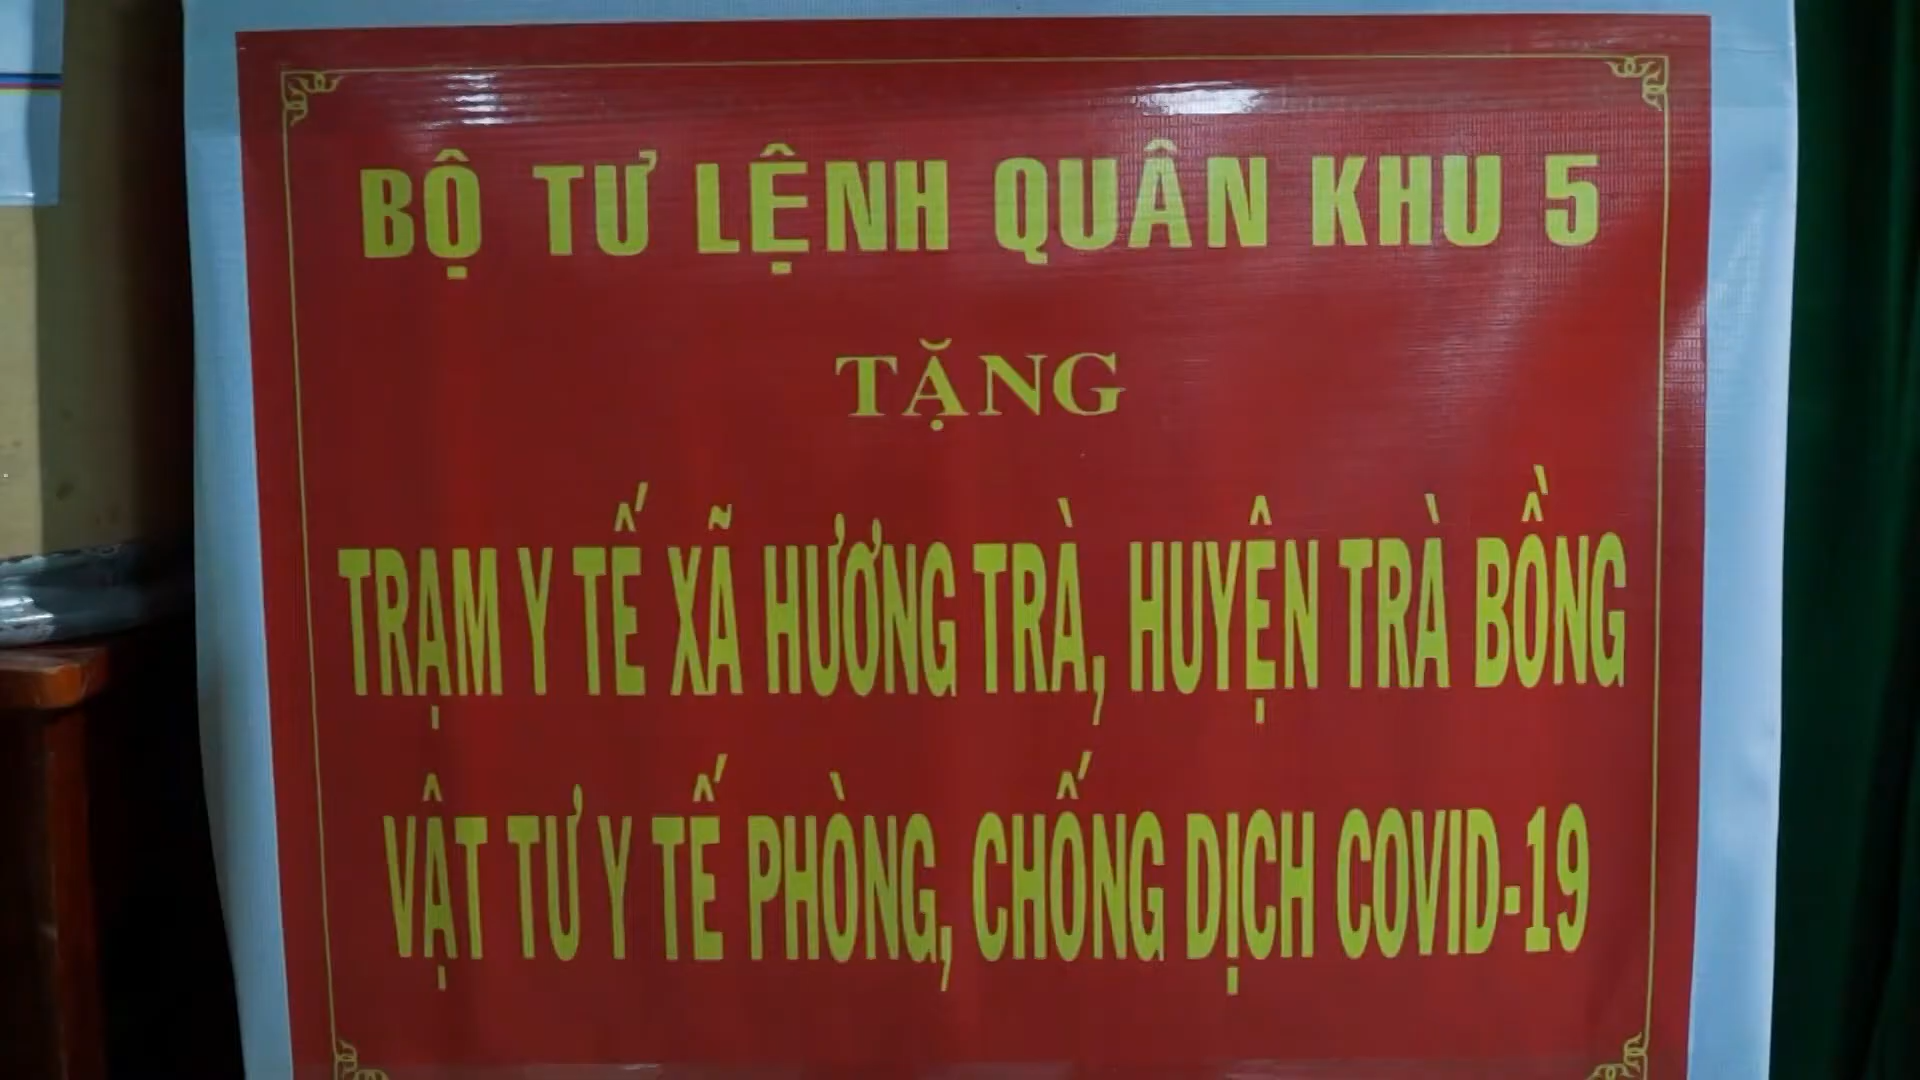 BỘ TƯ LỆNH QUÂN KHU 5
TẶNG
TRẠM Y TẾ XÃ HƯƠNG TRÀ, HUYỆN TRÀ BỒNG
VẬT TƯ Y TẾ PHÒNG, CHỐNG DỊCH COVID-19